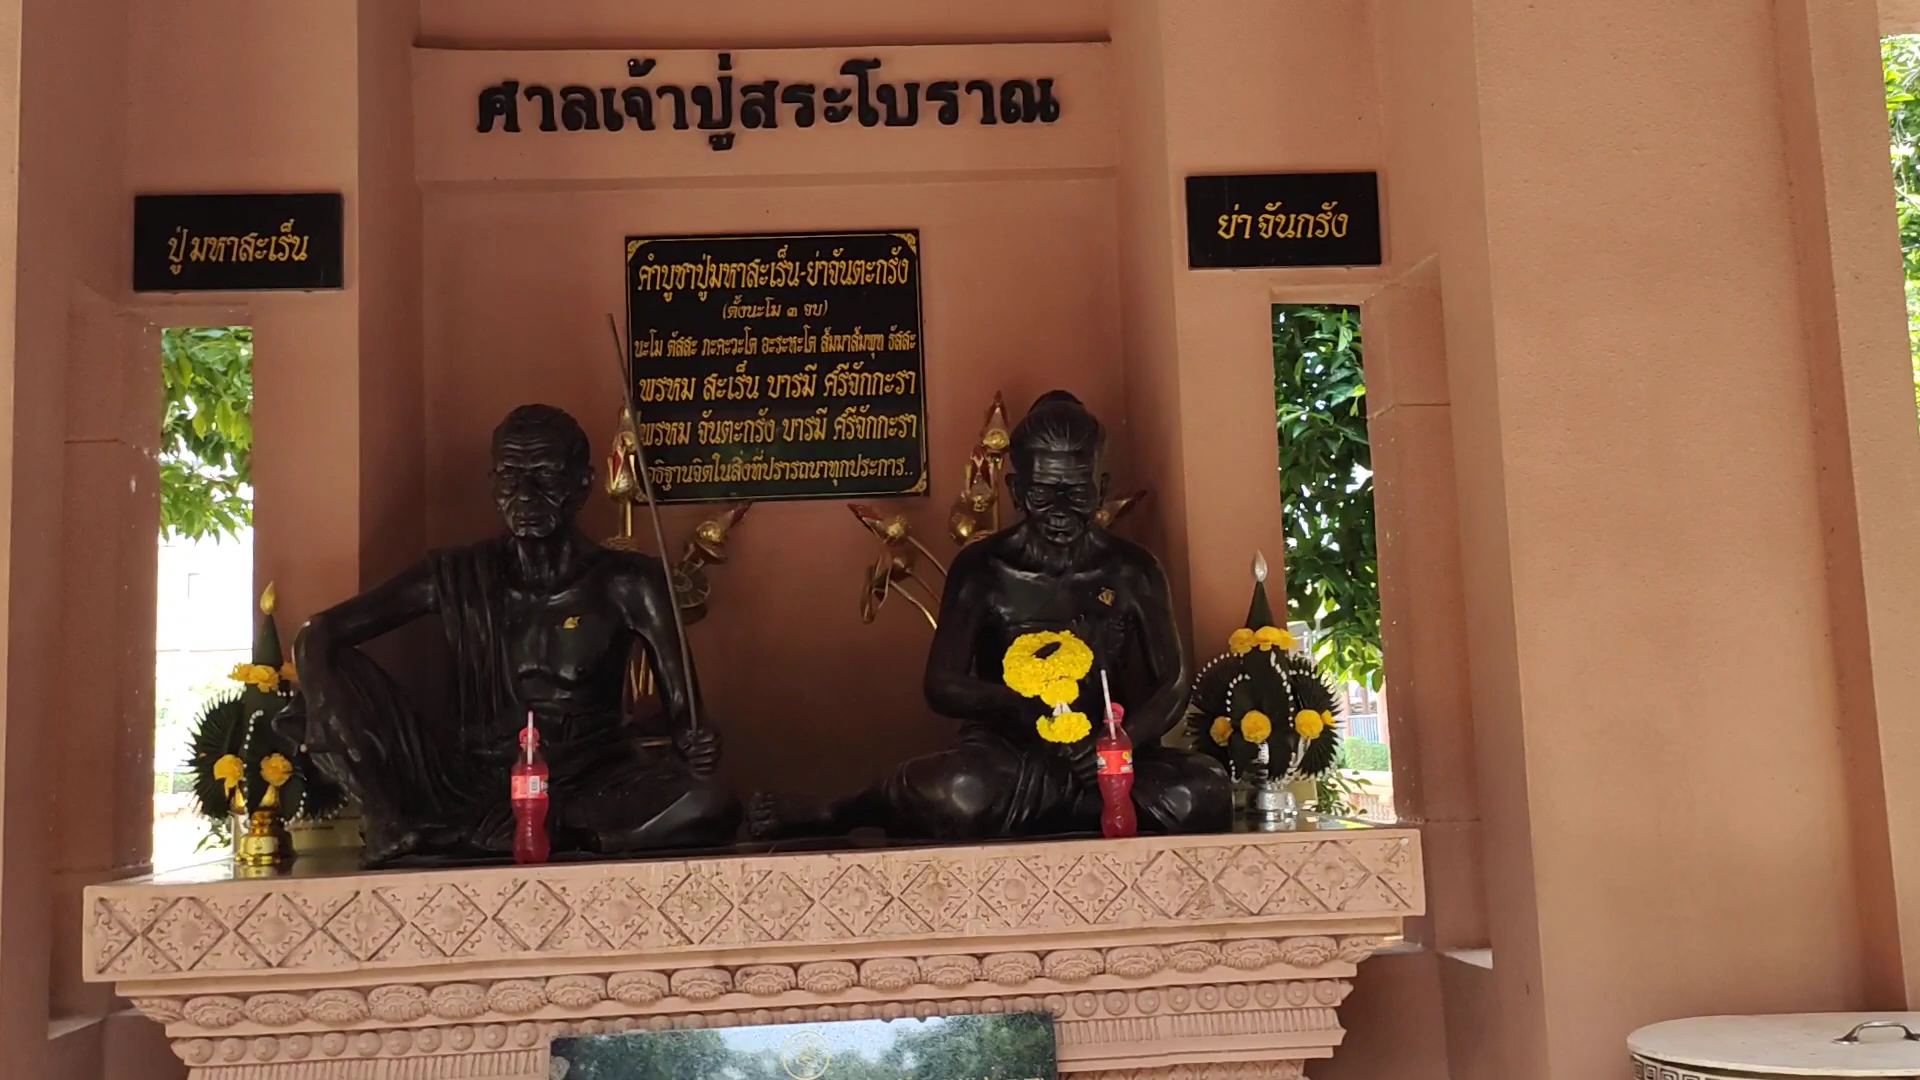 ศาลเจ้าปู่สระโบราณ
ปู่มหาสะเร็น
ย่าจันกรัง
คำบูชาปู่มหาสะเร็น-ย่าจันตะกรัง
(ตั้งนะโม ๓ จบ)
นะโม ตัสสะ ภะคะวะโต อะระหะโต สัมมาสัมพุท ธัสสะ
พรหม สะเร็น บารมี ศรีจักกะรา
พรหม จันตะกรัง บารมี ศรีจักกะรา
อธิฐานจิตในสิ่งที่ปรารถนาทุกประการ..